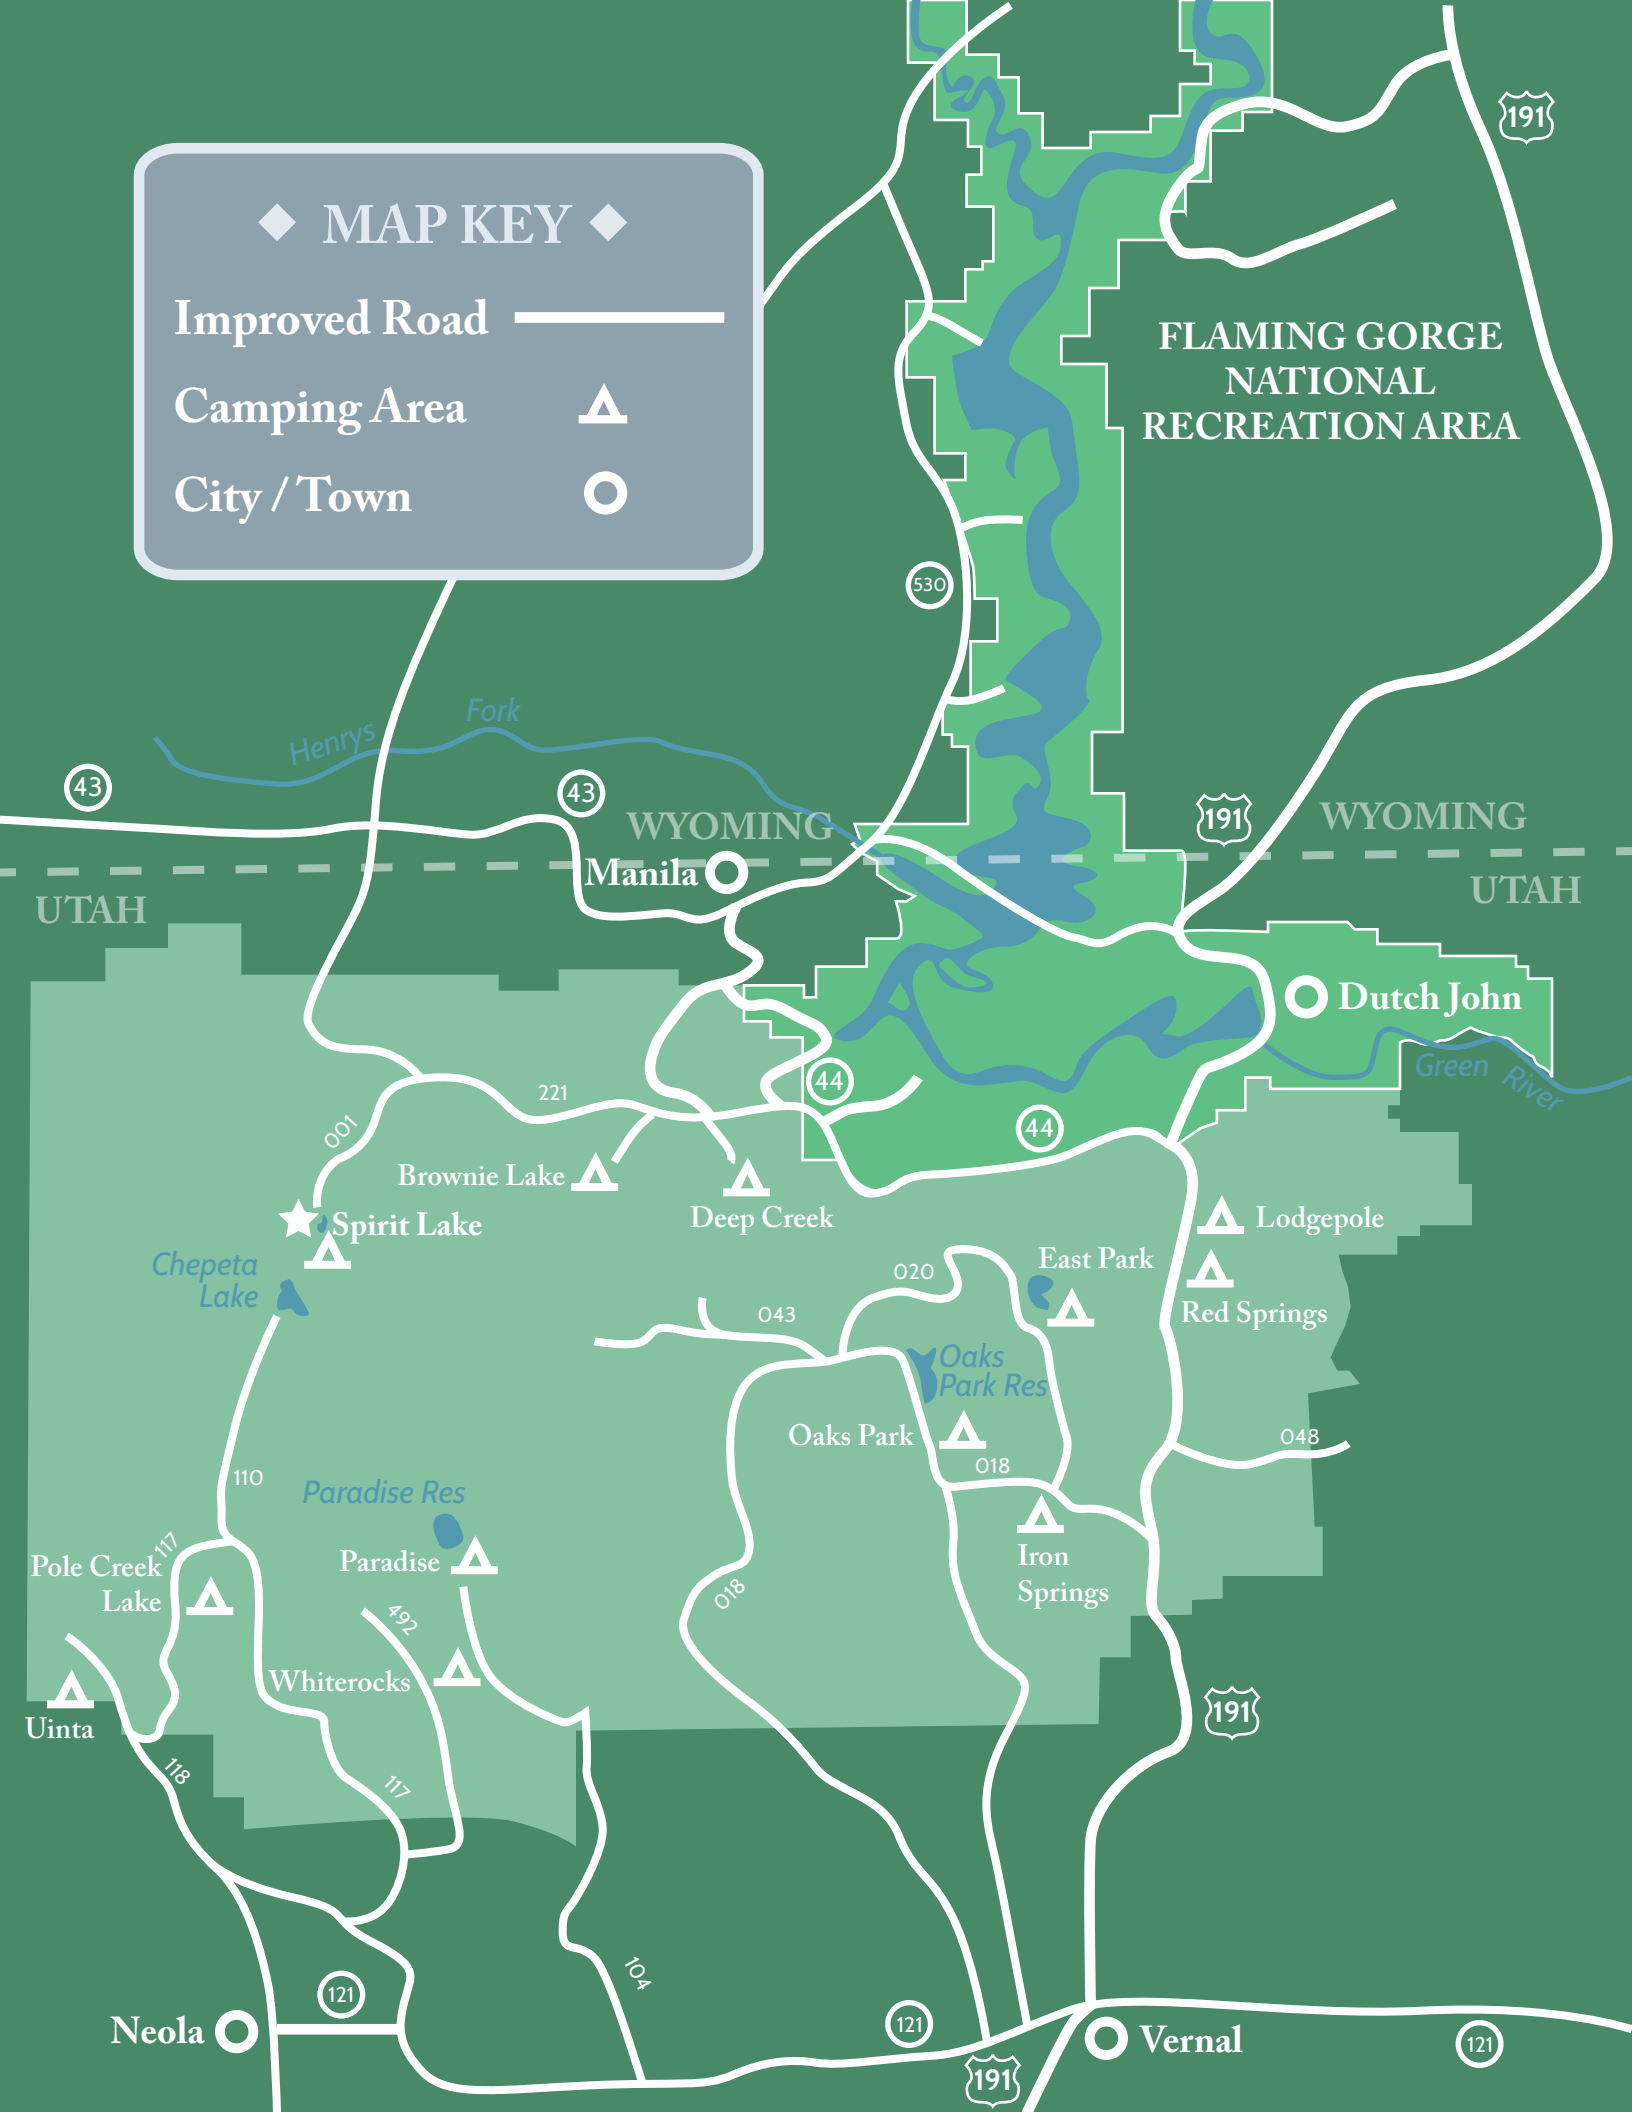 191
MAP KEY
Improved Road
Camping Area
City / Town
FLAMING GORGE
NATIONAL
RECREATION AREA
530
Henrys Fork
43
43
WYOMING
191
WYOMING
Manila
UTAH
UTAH
Dutch John
Green River
44
44
221
001
Brownie Lake
Deep Creek
Spirit Lake
Lodgepole
Chepeta
Lake
East Park
020
Red Springs
043
Oaks
Park Res
Oaks Park
048
018
110
Paradise Res
117
Pole Creek
Lake
Paradise
Iron
Springs
018
492
Whiterocks
Uinta
191
118
117
104
121
Neola
121
Vernal
121
191